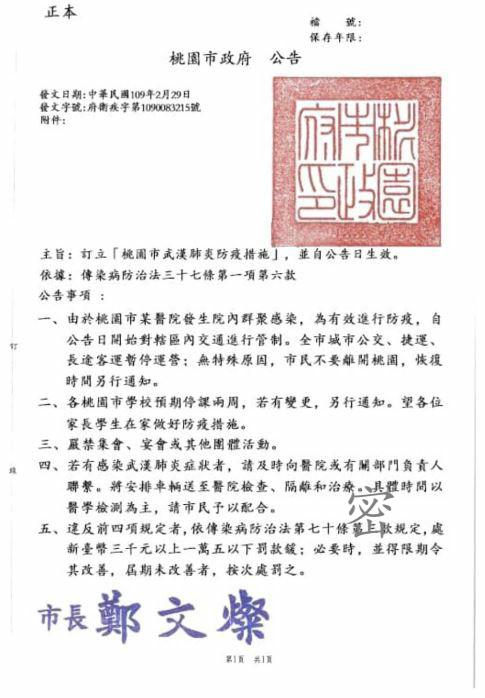 正本
檔　　號：
保存年限：
桃園市政府　公告
發文日期：中華民國109年2月29日
發文字號：府衛疾字第1090083215號
附件：
桃園市政府印
主旨：訂立「桃園市武漢肺炎防疫措施」，並自公告日生效。
依據：傳染病防治法三十七條第一項第六款
公告事項：
一、由於桃園市某醫院發生院內群聚感染，為有效進行防疫，自
公告日開始對轄區內交通進行管制。全市城市公交、捷運、
長途客運暫停運營；無特殊原因，市民不要離開桃園，恢復
時間另行通知。
二、各桃園市學校預期停課兩周，若有變更，另行通知。望各位
家長學生在家做好防疫措施。
三、嚴禁集會、宴會或其他團體活動。
四、若有感染武漢肺炎症狀者，請及時向醫院或有關部門負責人
聯繫。將安排車輛送至醫院檢查、隔離和治療。具體時間以
醫學檢測為主，請市民予以配合。
五、違反前四項規定者，依傳染病防治法第七十條第 款規定，處
新臺幣三千元以上一萬五以下罰款鍰；必要時，並得限期令
其改善，屆期未改善者，按次處罰之。
密
訂
線
市長 鄭文燦
第1頁　共1頁